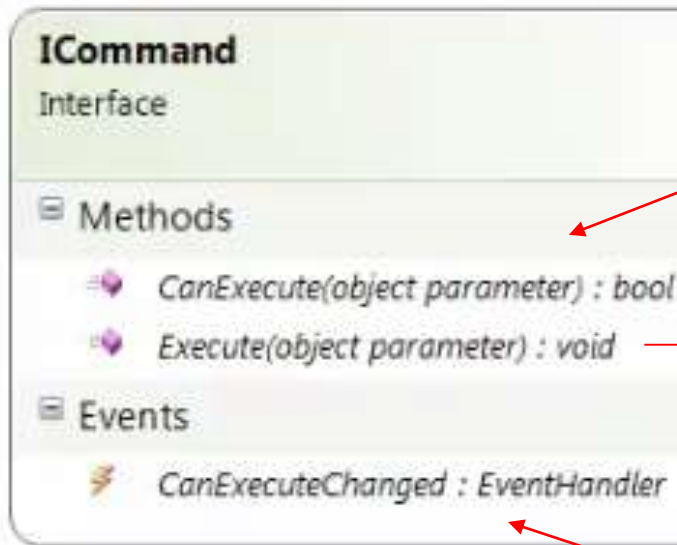 ICommand
Interface
Methods
CanExecute(object parameter) : bool
Execute(object parameter) : void
Events
CanExecuteChanged : EventHandler